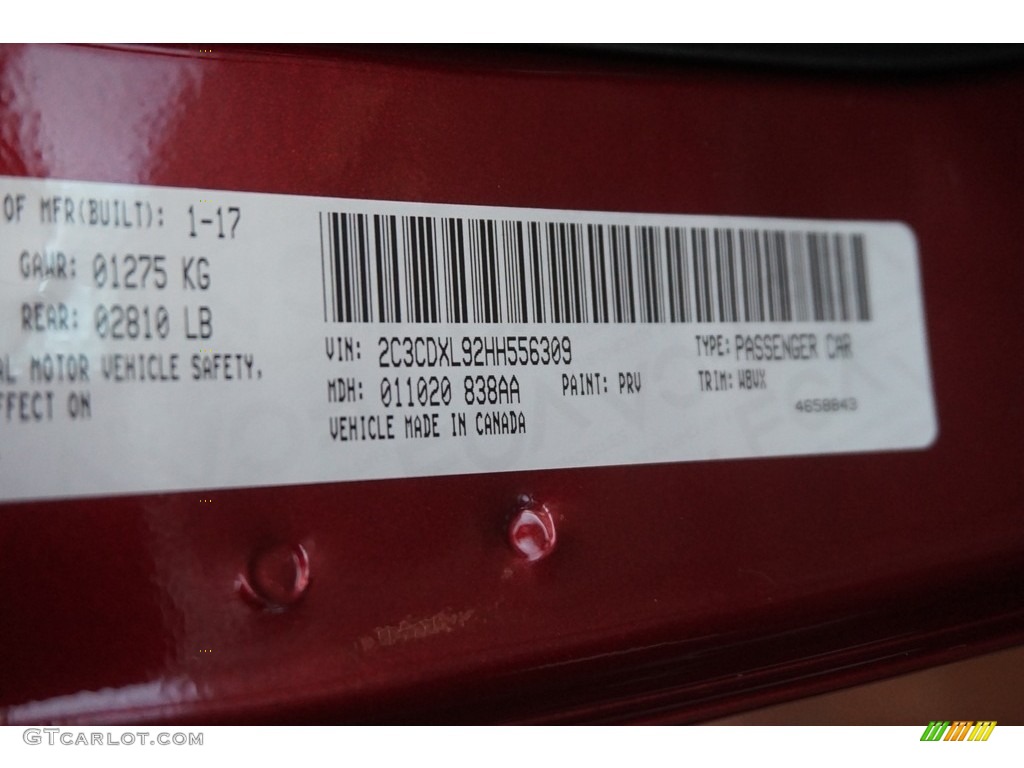 OF MFR(BUILT): 1-17
GAWR: 01275 KG
REAR: 02810 LB
AL MOTOR VEHICLE SAFETY,
FFECT ON
VIN: 2C3CDXL92HH556309
TYPE: PASSENGER CAR
MDH: 011020 838AA
PAINT: PRV
TRIM: WBVX
VEHICLE MADE IN CANADA
4658843
GTcarlot.com